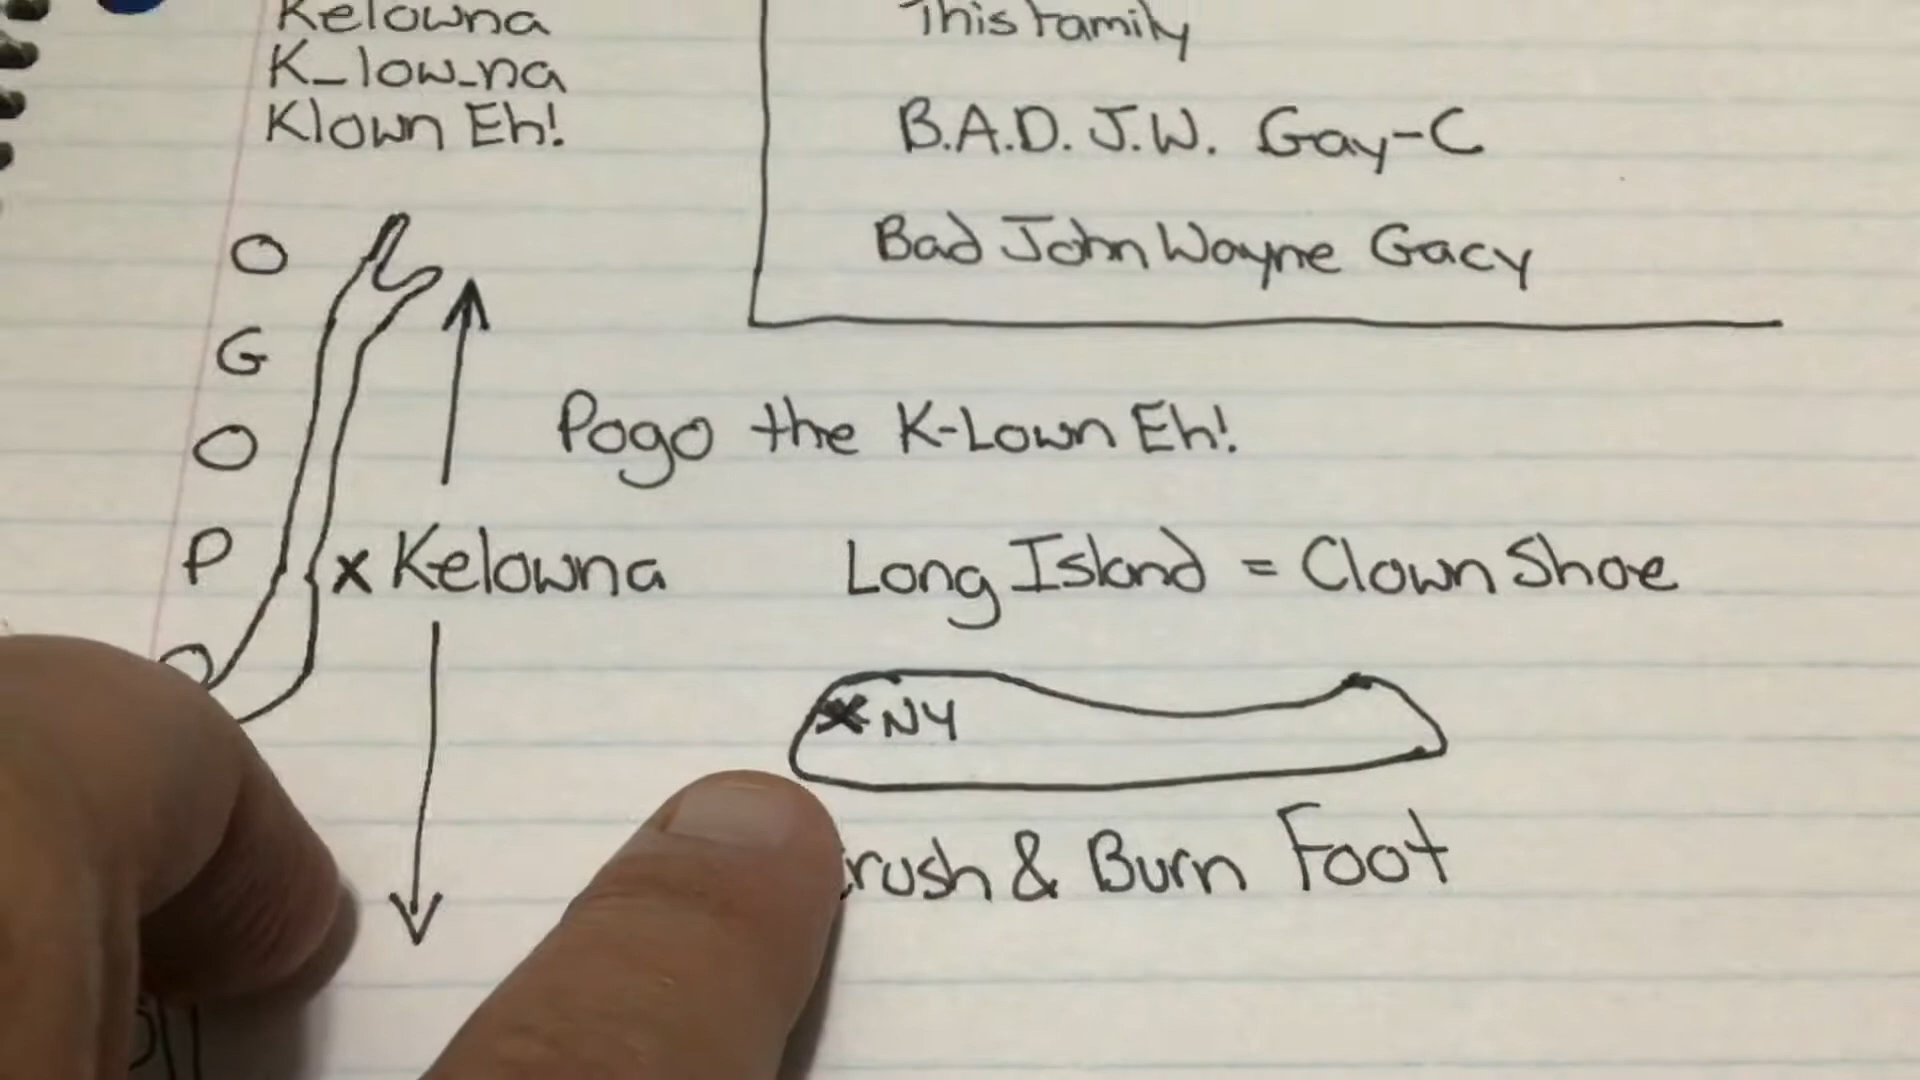 Kelowna
K_low_na
Klown Eh!
This family
B.A.D. J.W. Gay-C
Bad John Wayne Gacy
O
G
O
P
O
Pogo the K-Lown Eh!
x Kelowna
Long Island = Clown Shoe
x NY
rush & Burn Foot